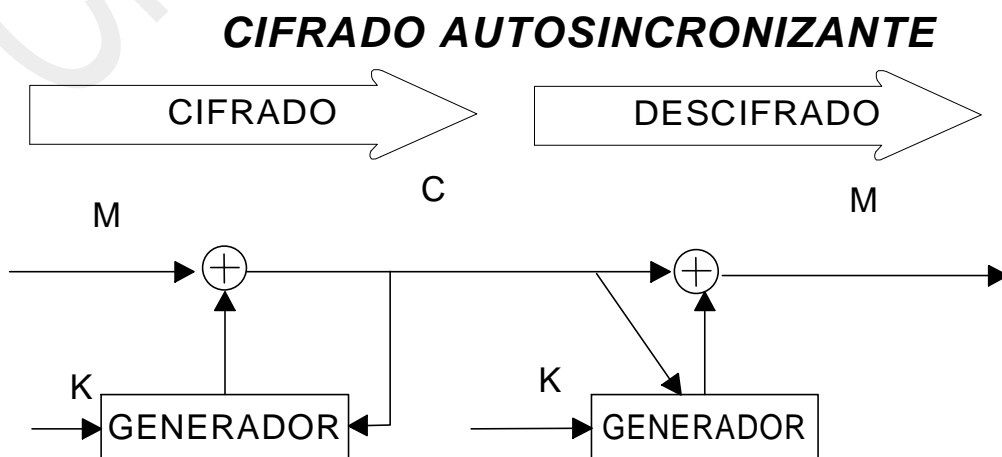 CIFRADO AUTOSINCRONIZANTE
CIFRADO
DESCIFRADO
C
M
M
K
K
GENERADOR
GENERADOR